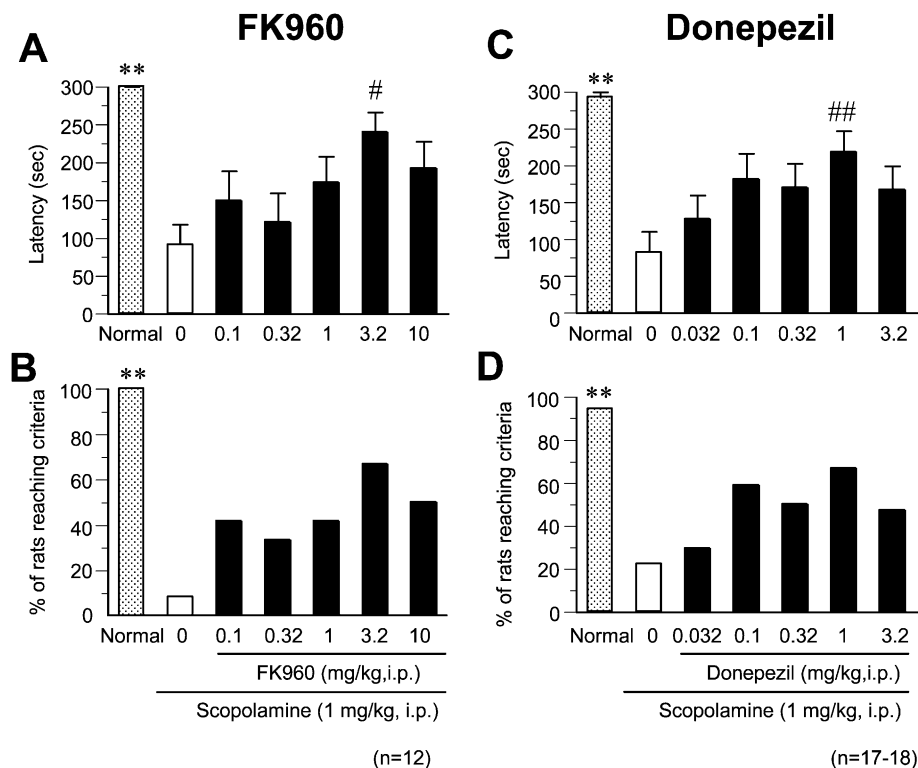 FK960
Donepezil
A
**
#
Latency (sec)
300
250
200
150
100
50
0
Normal 0 0.1 0.32 1 3.2 10
C
**
##
Latency (sec)
300
250
200
150
100
50
0
Normal 0 0.032 0.1 0.32 1 3.2
B
**
% of rats reaching criteria
100
80
60
40
20
0
Normal 0 0.1 0.32 1 3.2 10
FK960 (mg/kg,i.p.)
Scopolamine (1 mg/kg, i.p.)
(n=12)
D
**
% of rats reaching criteria
100
80
60
40
20
0
Normal 0 0.032 0.1 0.32 1 3.2
Donepezil (mg/kg,i.p.)
Scopolamine (1 mg/kg, i.p.)
(n=17-18)